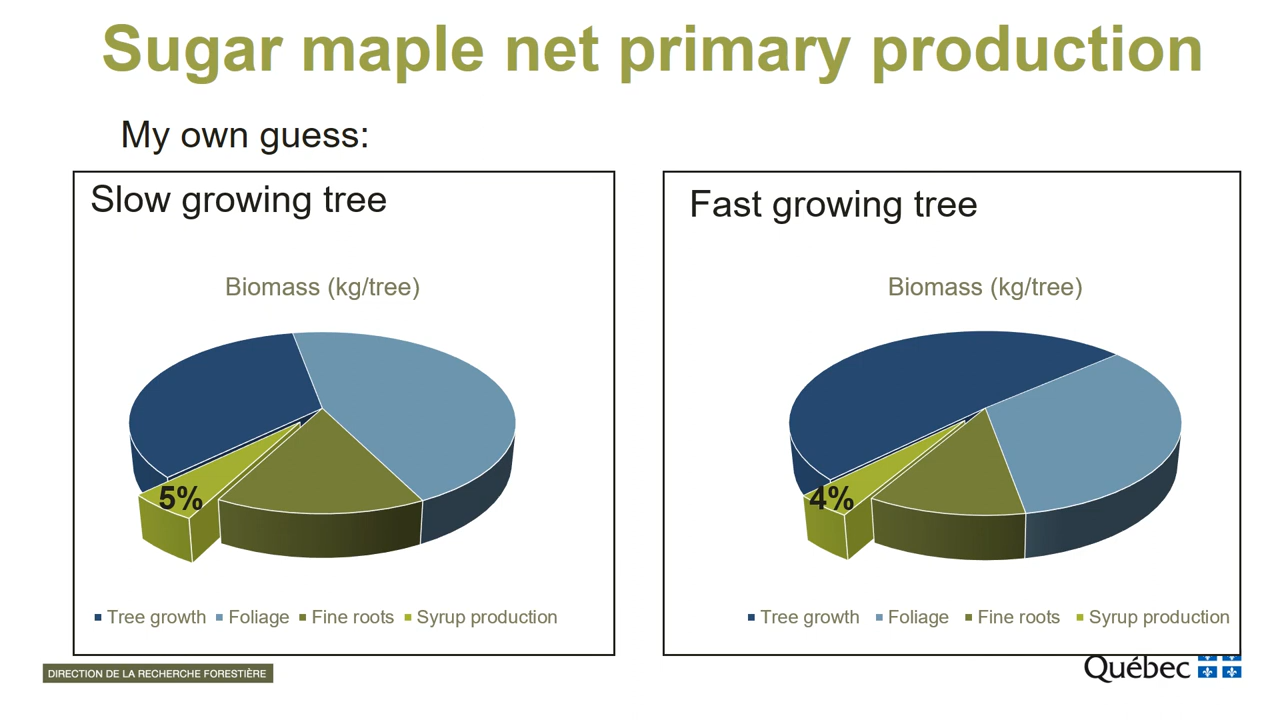 Sugar maple net primary production
My own guess:
Slow growing tree
Biomass (kg/tree)
5%
Tree growth Foliage Fine roots Syrup production
Fast growing tree
Biomass (kg/tree)
4%
Tree growth Foliage Fine roots Syrup production
DIRECTION DE LA RECHERCHE FORESTIÈRE
Québec